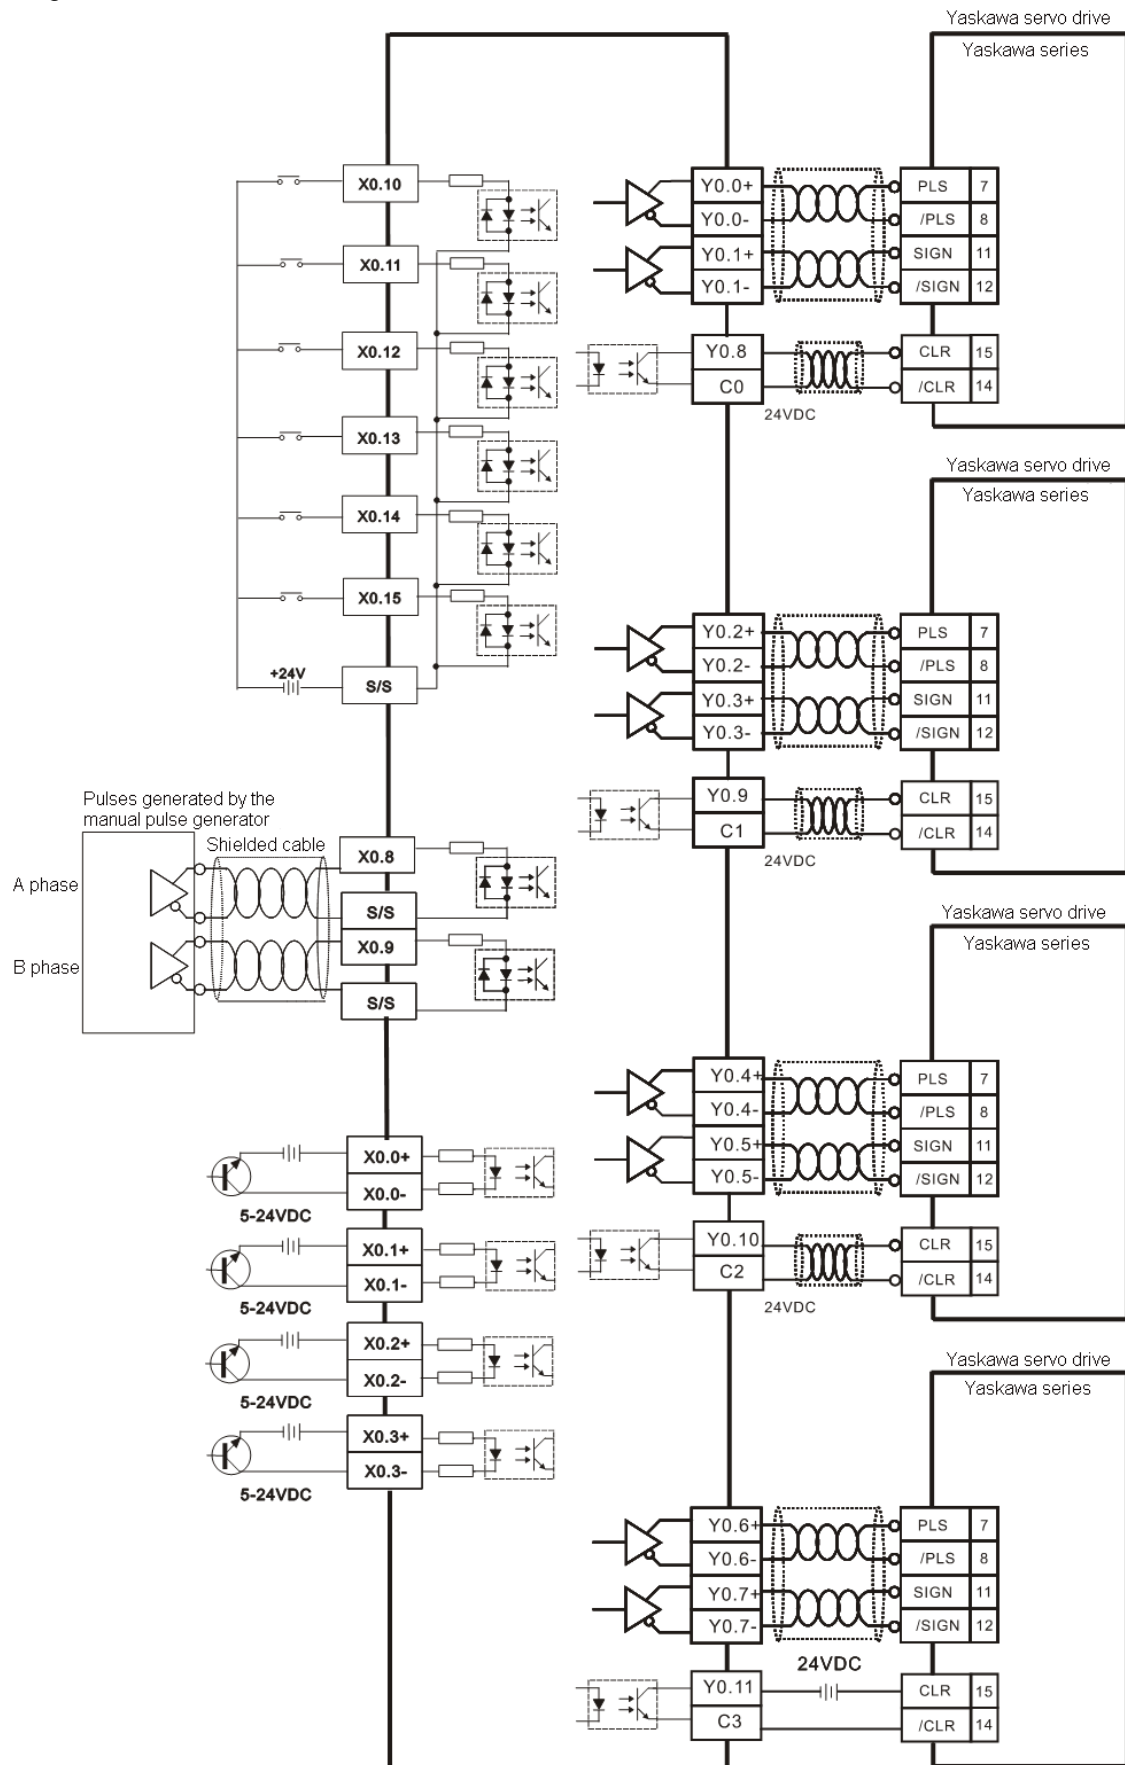 Yaskawa servo drive
Yaskawa series
X0.10
X0.11
X0.12
X0.13
X0.14
X0.15
+24V
S/S
Pulses generated by the
manual pulse generator
Shielded cable
A phase
B phase
X0.8
S/S
X0.9
S/S
X0.0+
X0.0-
5-24VDC
X0.1+
X0.1-
5-24VDC
X0.2+
X0.2-
5-24VDC
X0.3+
X0.3-
5-24VDC
Y0.0+ PLS 7
Y0.0- /PLS 8
Y0.1+ SIGN 11
Y0.1- /SIGN 12
Y0.8 CLR 15
C0 /CLR 14
24VDC
Yaskawa servo drive
Yaskawa series
Y0.2+ PLS 7
Y0.2- /PLS 8
Y0.3+ SIGN 11
Y0.3- /SIGN 12
Y0.9 CLR 15
C1 /CLR 14
24VDC
Yaskawa servo drive
Yaskawa series
Y0.4+ PLS 7
Y0.4- /PLS 8
Y0.5+ SIGN 11
Y0.5- /SIGN 12
Y0.10 CLR 15
C2 /CLR 14
24VDC
Yaskawa servo drive
Yaskawa series
Y0.6+ PLS 7
Y0.6- /PLS 8
Y0.7+ SIGN 11
Y0.7- /SIGN 12
24VDC
Y0.11 CLR 15
C3 /CLR 14